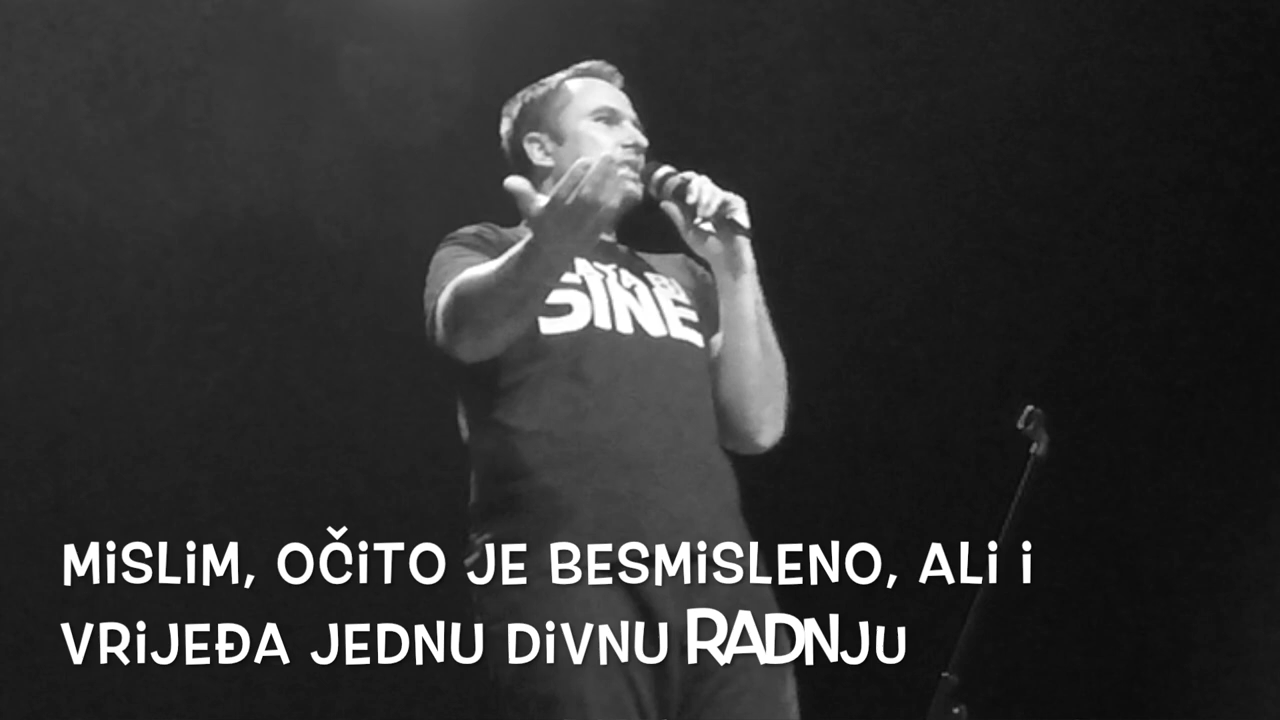 SINE
MiSLiM, OČiTO JE BESMiSLENO, ALi i
VRiJEĐA JEDNU DiVNU RADNJU